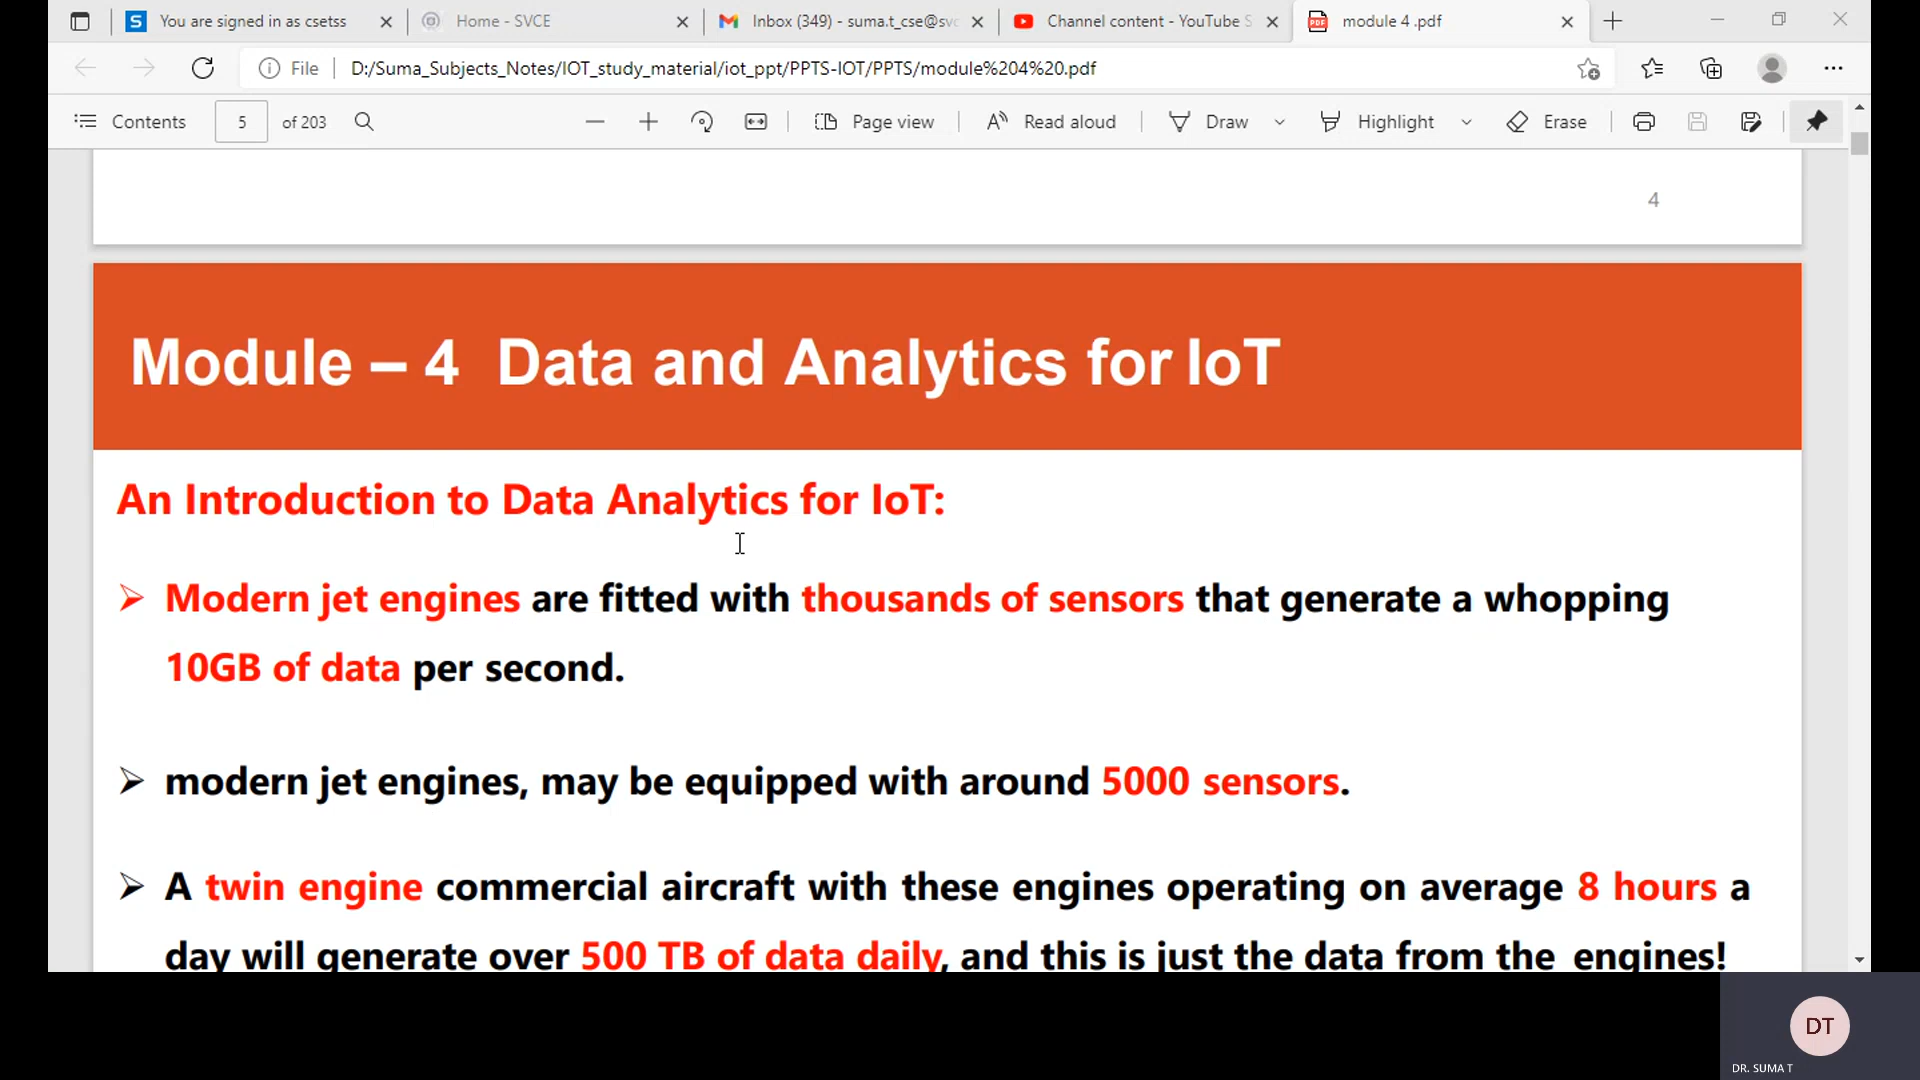 You are signed in as csetss
Home - SVCE
Inbox (349) - suma.t_cse@svc
Channel content - YouTube S
module 4 .pdf
File
D:/Suma_Subjects_Notes/IOT_study_material/iot_ppt/PPTS-IOT/PPTS/module%204%20.pdf
Contents
5
of 203
Page view
Read aloud
Draw
Highlight
Erase
4
Module – 4 Data and Analytics for IoT
An Introduction to Data Analytics for IoT:
Modern jet engines are fitted with thousands of sensors that generate a whopping
10GB of data per second.
modern jet engines, may be equipped with around 5000 sensors.
A twin engine commercial aircraft with these engines operating on average 8 hours a
day will generate over 500 TB of data daily, and this is just the data from the engines!
DT
DR. SUMA T